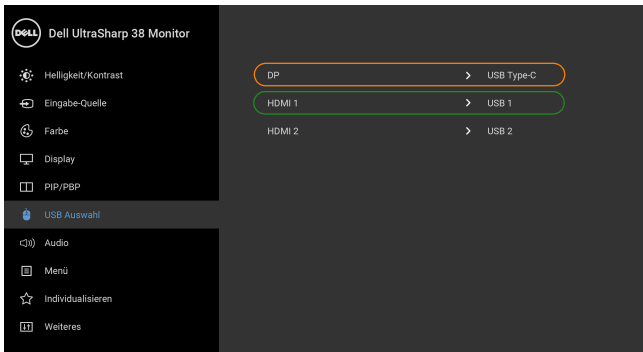 DELL Dell UltraSharp 38 Monitor
Helligkeit/Kontrast
Eingabe-Quelle
Farbe
Display
PIP/PBP
USB Auswahl
Audio
Menü
Individualisieren
Weiteres
DP > USB Type-C
HDMI 1 > USB 1
HDMI 2 > USB 2